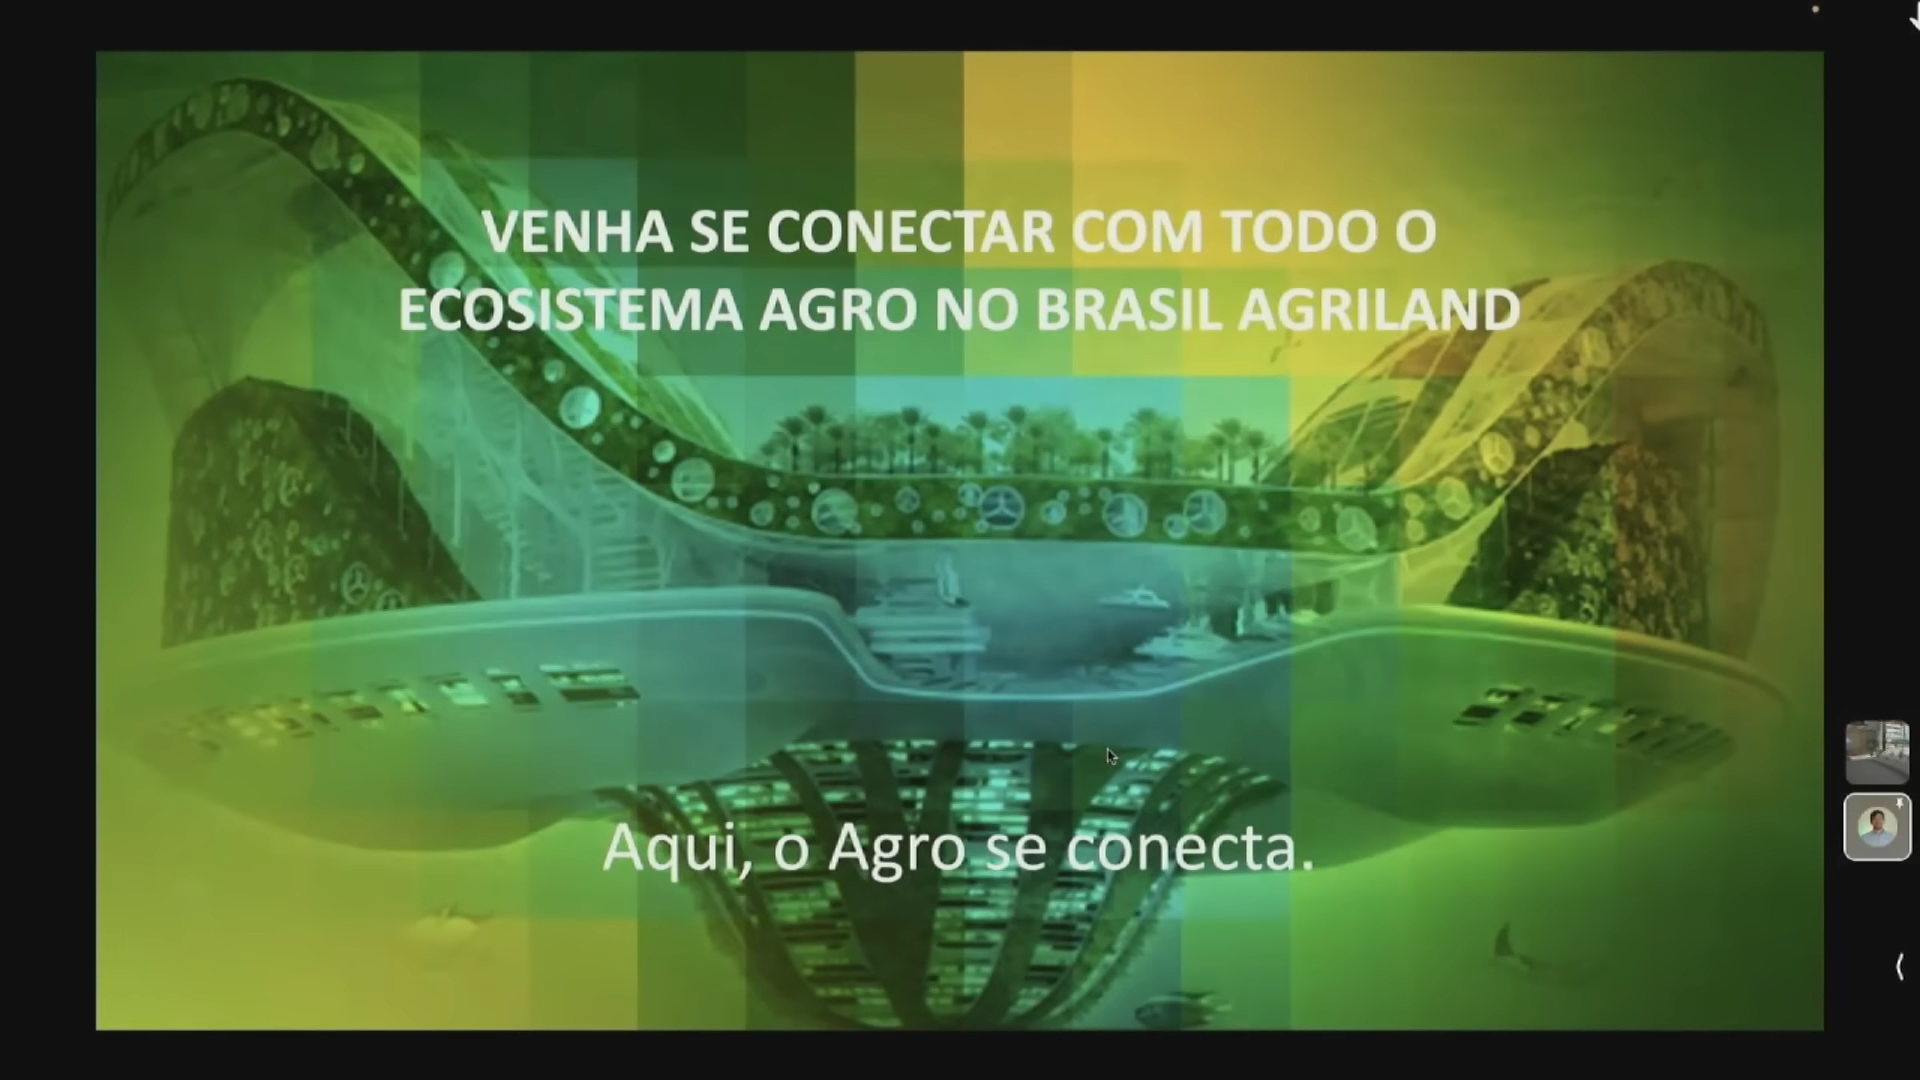 VENHA SE CONECTAR COM TODO O
ECOSISTEMA AGRO NO BRASIL AGRILAND
Aqui, o Agro se conecta.